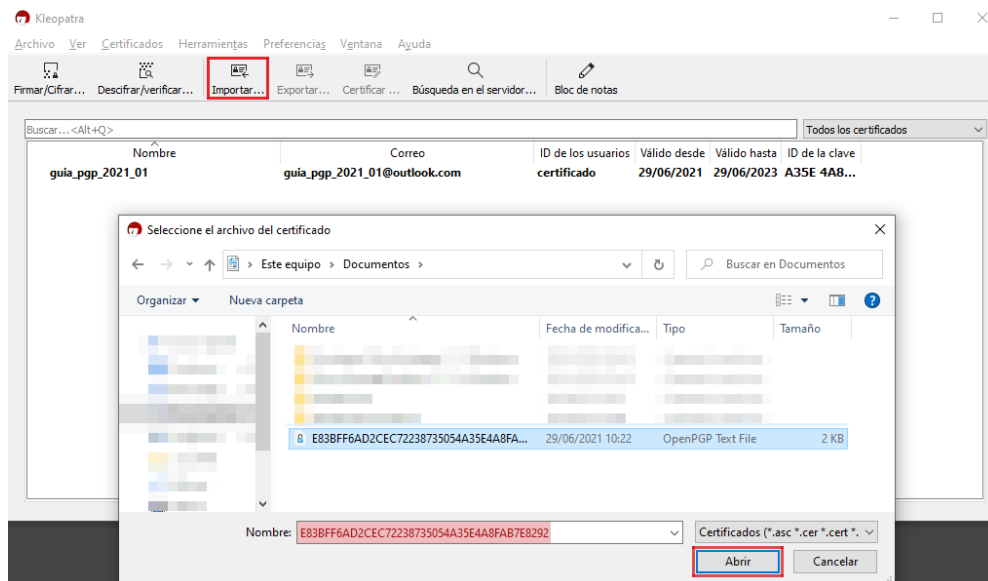 Kleopatra
Archivo Ver Certificados Herramientas Preferencias Ventana Ayuda
Firmar/Cifrar... Descifrar/verificar... Importar... Exportar... Certificar ... Búsqueda en el servidor... Bloc de notas
Buscar...<Alt+Q> Todos los certificados
Nombre Correo ID de los usuarios Válido desde Válido hasta ID de la clave
guia_pgp_2021_01 guia_pgp_2021_01@outlook.com certificado 29/06/2021 29/06/2023 A35E 4A8...
Seleccione el archivo del certificado
Este equipo > Documentos > Buscar en Documentos
Organizar Nueva carpeta
Nombre Fecha de modifica... Tipo Tamaño
E83BFF6AD2CEC72238735054A35E4A8FA... 29/06/2021 10:22 OpenPGP Text File 2 KB
Nombre: E83BFF6AD2CEC72238735054A35E4A8FAB7E8292 Certificados (*.asc *.cer *.cert *.
Abrir Cancelar